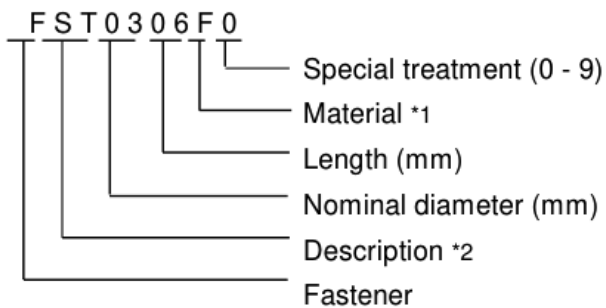 FST0306F0
Special treatment (0 - 9)
Material *1
Length (mm)
Nominal diameter (mm)
Description *2
Fastener